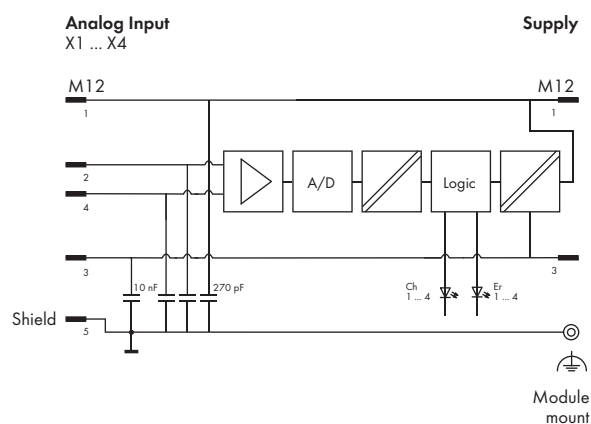 Analog Input
X1 ... X4
Supply
M12
M12
1
1
2
A/D
Logic
4
3
3
10 nF
270 pF
Ch
1 ... 4
Er
1 ... 4
Shield
5
Module
mount